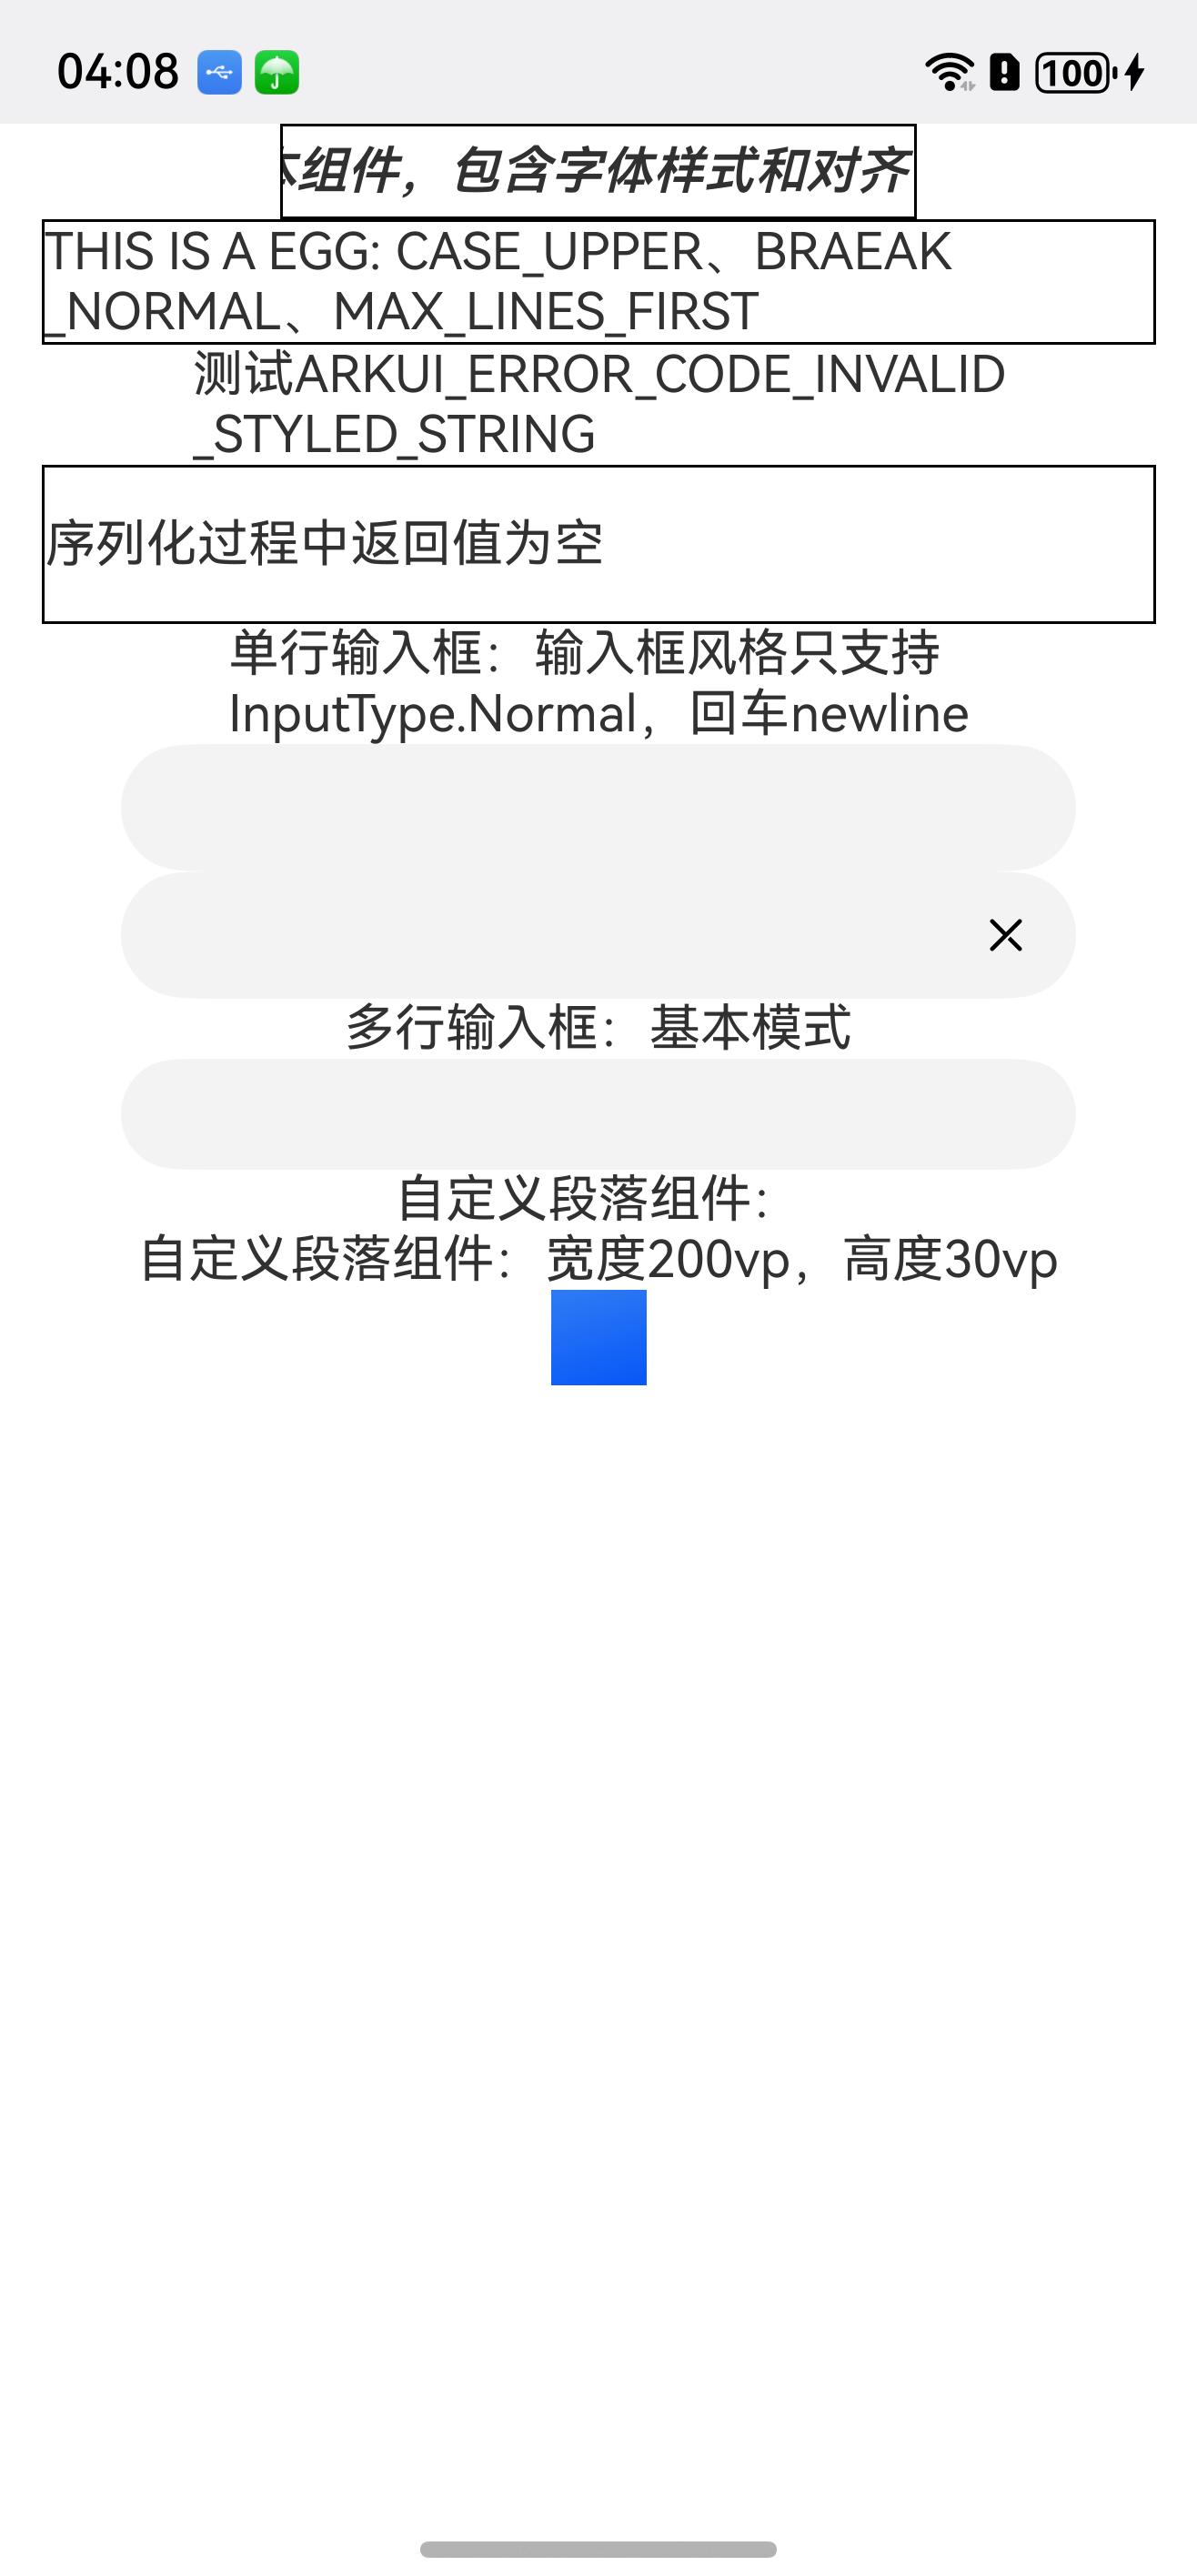 04:08
100
组件，包含字体样式和对齐
THIS IS A EGG: CASE_UPPER、BRAEAK
_NORMAL、MAX_LINES_FIRST
测试ARKUI_ERROR_CODE_INVALID
_STYLED_STRING
序列化过程中返回值为空
单行输入框：输入框风格只支持
InputType.Normal，回车newline
多行输入框：基本模式
自定义段落组件：
自定义段落组件：宽度200vp，高度30vp